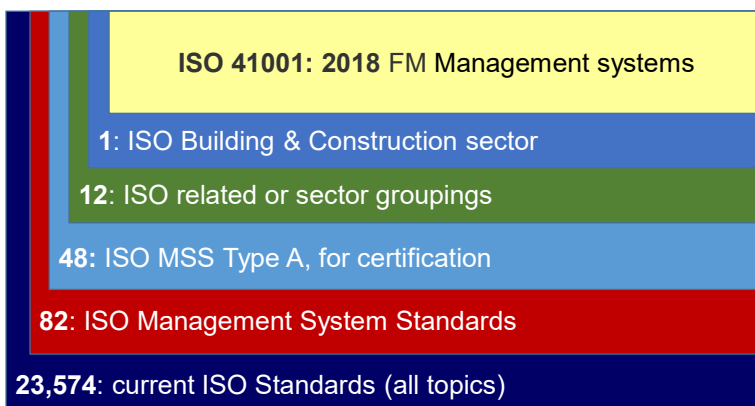 ISO 41001: 2018 FM Management systems
1: ISO Building & Construction sector
12: ISO related or sector groupings
48: ISO MSS Type A, for certification
82: ISO Management System Standards
23,574: current ISO Standards (all topics)